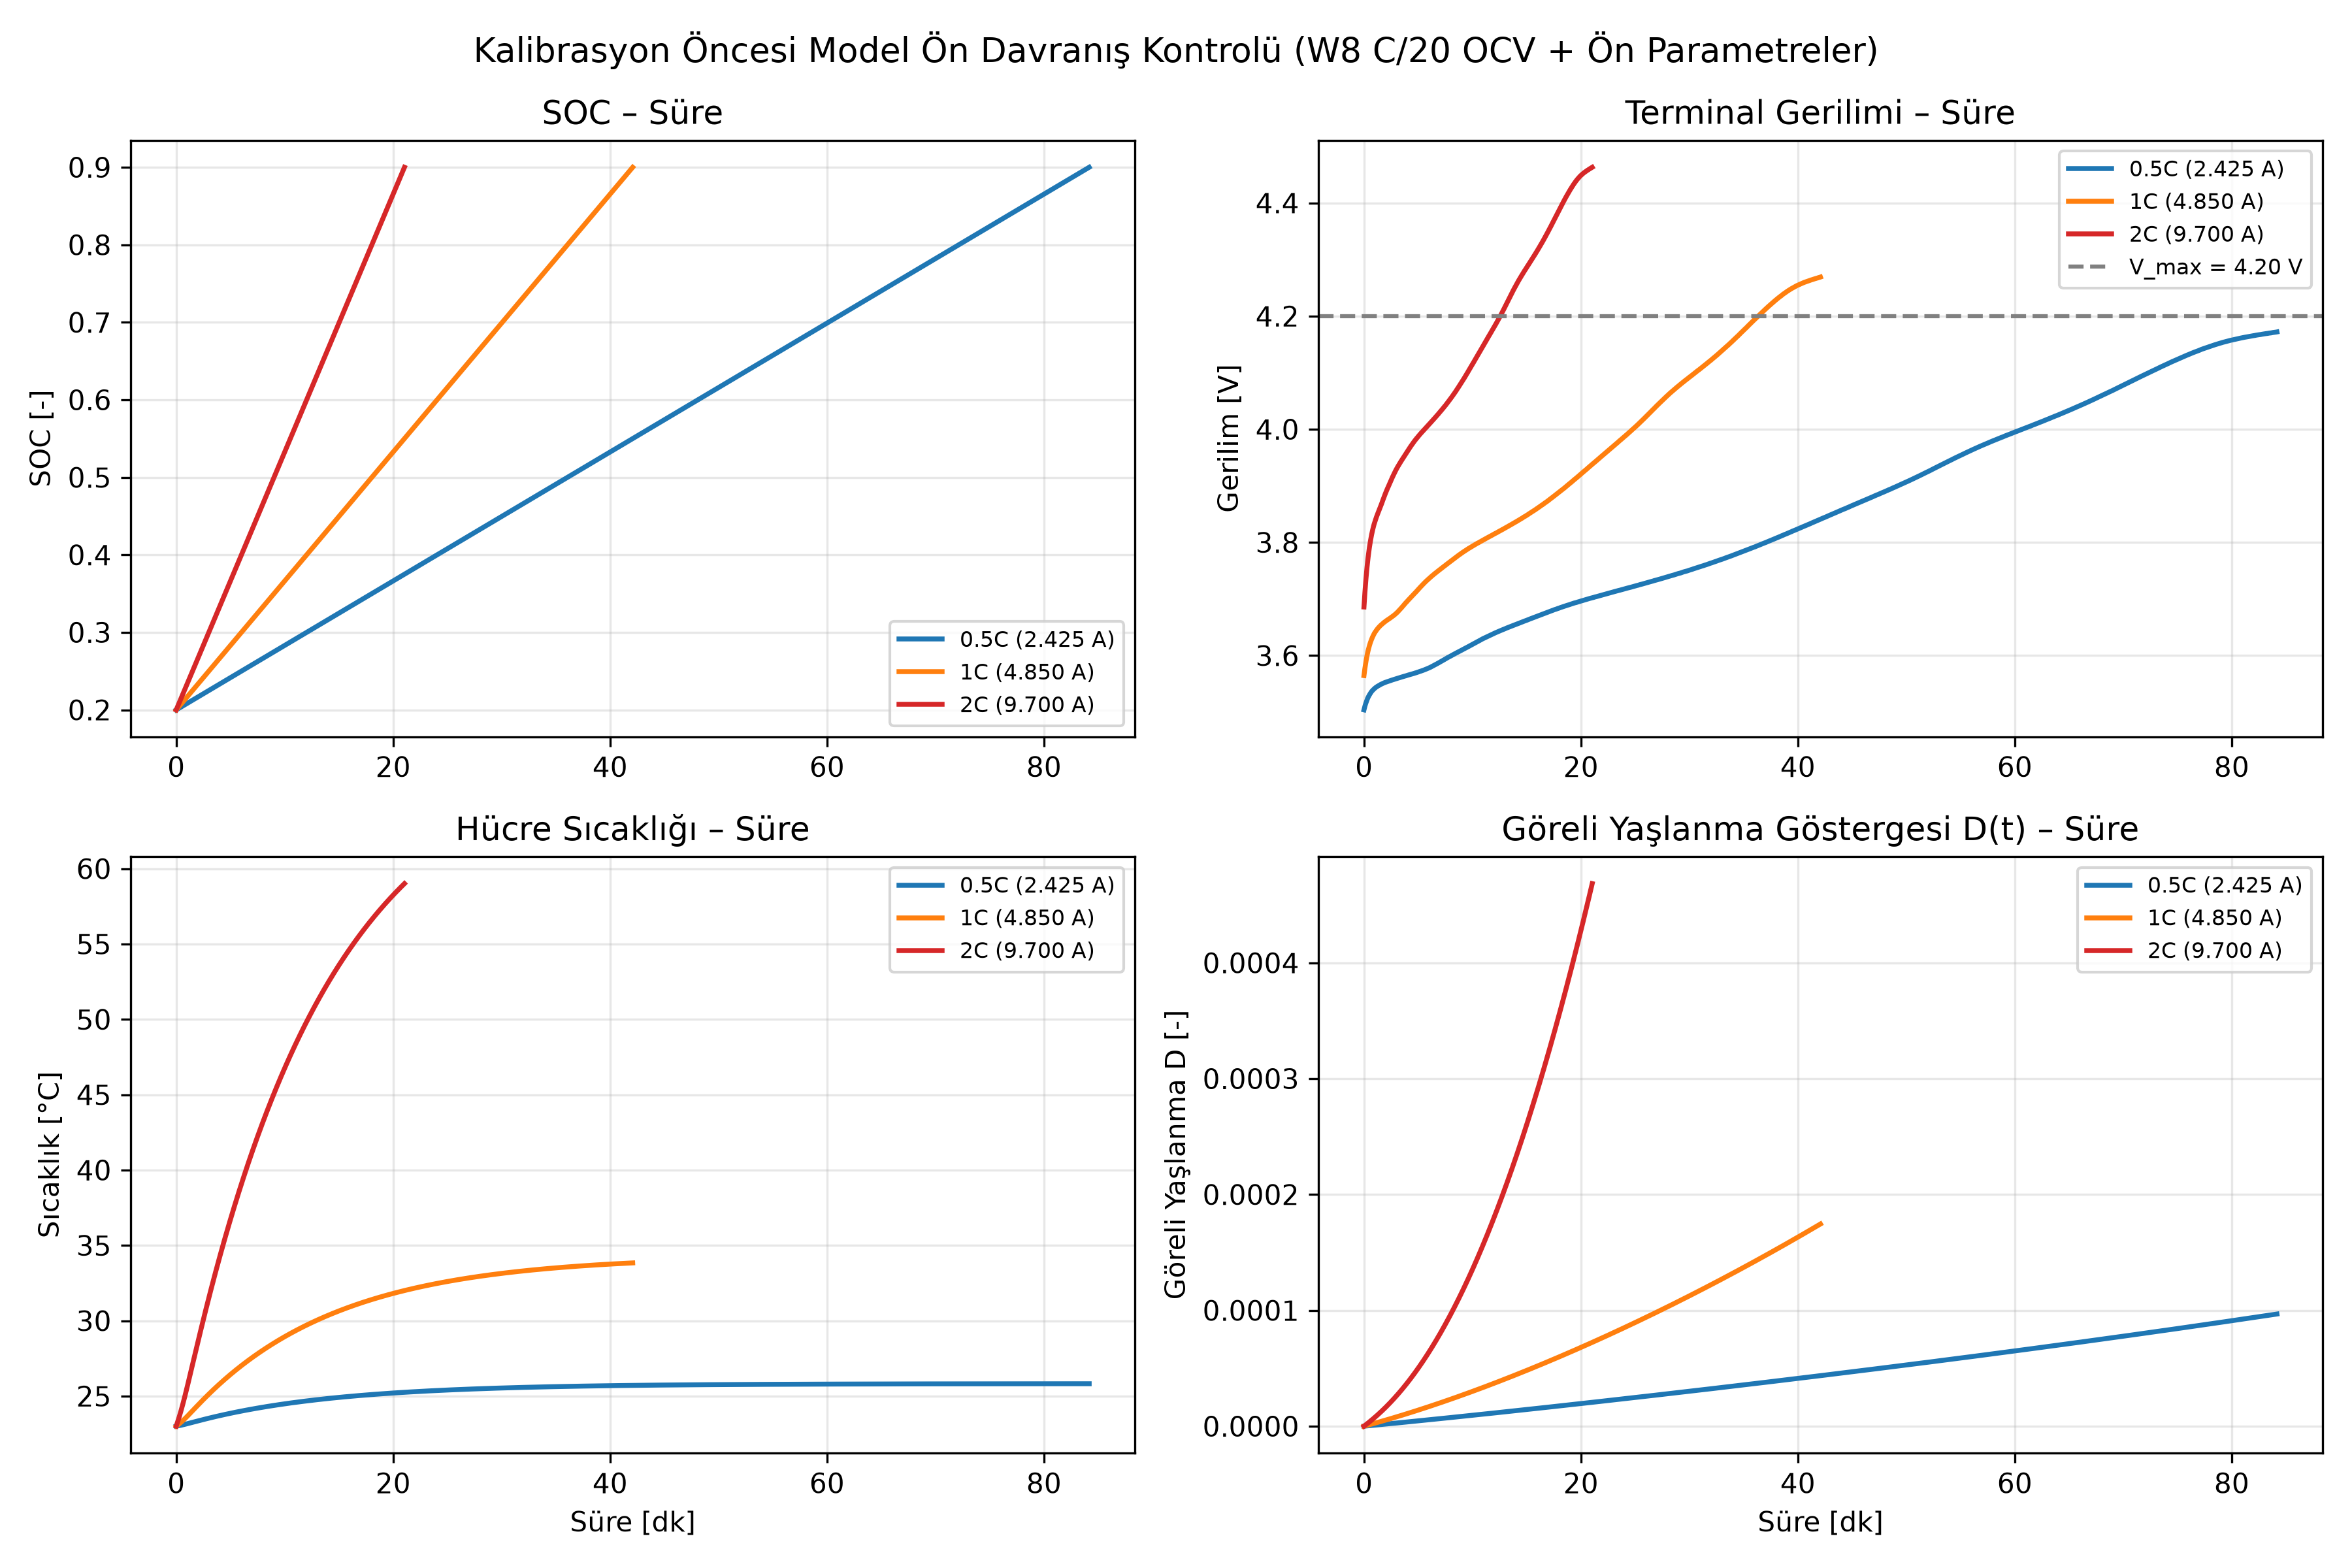 Kalibrasyon Öncesi Model Ön Davranış Kontrolü (W8 C/20 OCV + Ön Parametreler)
SOC – Süre
SOC [-]
0.9
0.8
0.7
0.6
0.5
0.4
0.3
0.2
0 20 40 60 80
0.5C (2.425 A)
1C (4.850 A)
2C (9.700 A)
Terminal Gerilimi – Süre
Gerilim [V]
4.4
4.2
4.0
3.8
3.6
0 20 40 60 80
0.5C (2.425 A)
1C (4.850 A)
2C (9.700 A)
V_max = 4.20 V
Hücre Sıcaklığı – Süre
Sıcaklık [°C]
60
55
50
45
40
35
30
25
0 20 40 60 80
Süre [dk]
0.5C (2.425 A)
1C (4.850 A)
2C (9.700 A)
Göreli Yaşlanma Göstergesi D(t) – Süre
Göreli Yaşlanma D [-]
0.0004
0.0003
0.0002
0.0001
0.0000
0 20 40 60 80
Süre [dk]
0.5C (2.425 A)
1C (4.850 A)
2C (9.700 A)